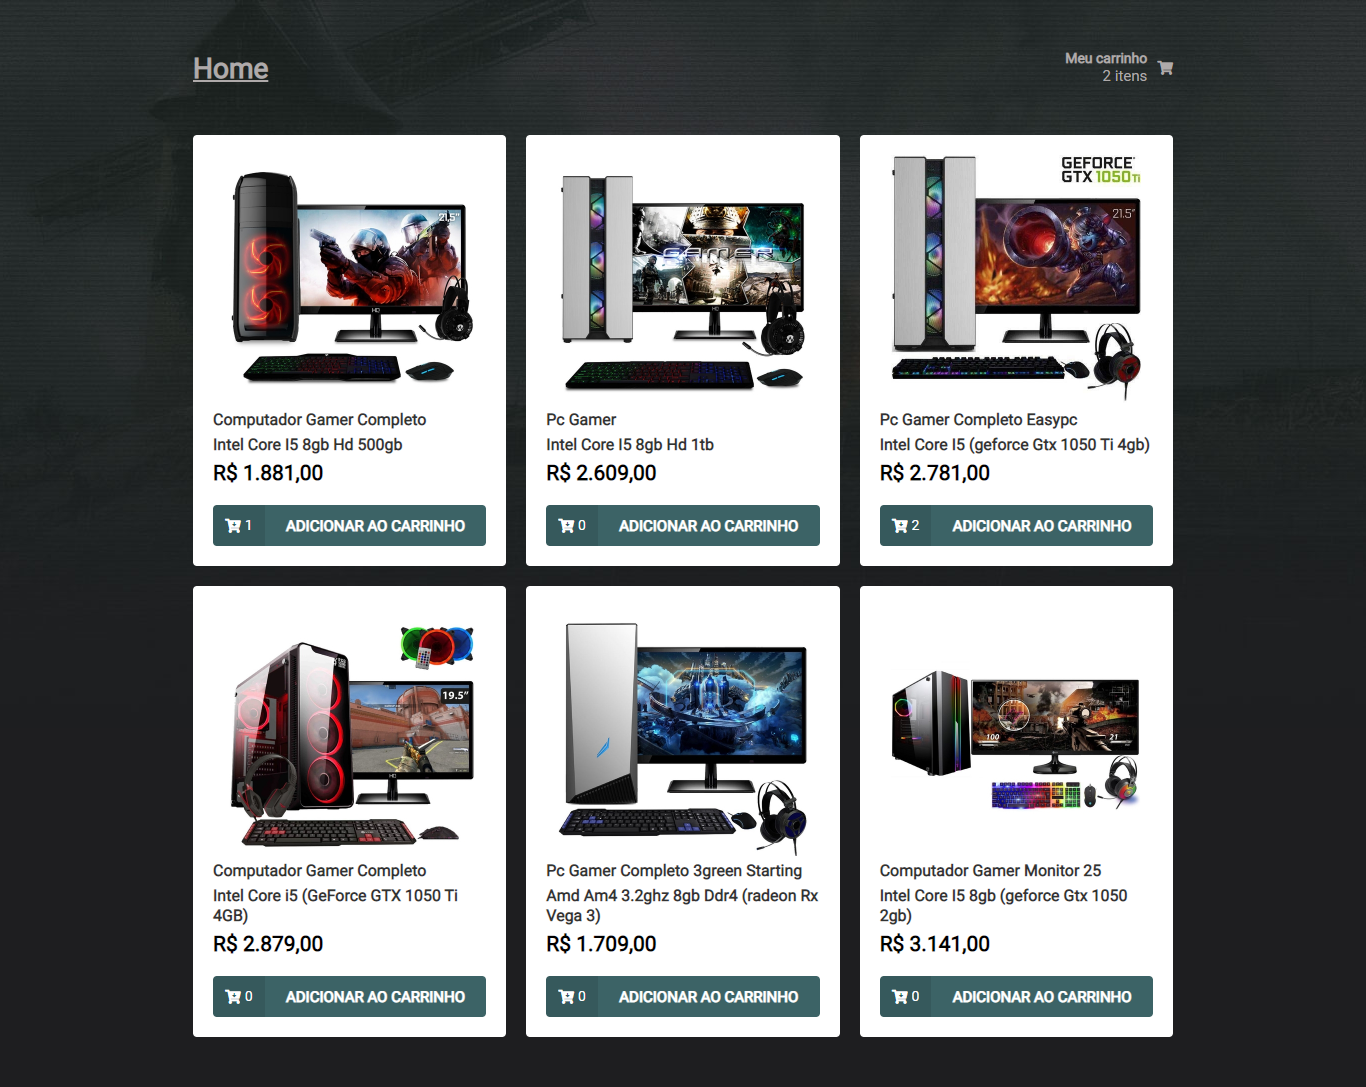 Home
Meu carrinho
2 itens
21,5"
HQ
Computador Gamer Completo
Intel Core I5 8gb Hd 500gb
R$ 1.881,00
1 ADICIONAR AO CARRINHO
GAMER
HQ
Pc Gamer
Intel Core I5 8gb Hd 1tb
R$ 2.609,00
0 ADICIONAR AO CARRINHO
GEFORCE
GTX 1050 Ti
21.5"
Pc Gamer Completo Easypc
Intel Core I5 (geforce Gtx 1050 Ti 4gb)
R$ 2.781,00
2 ADICIONAR AO CARRINHO
19.5"
HQ
Computador Gamer Completo
Intel Core i5 (GeForce GTX 1050 Ti
4GB)
R$ 2.879,00
0 ADICIONAR AO CARRINHO
Pc Gamer Completo 3green Starting
Amd Am4 3.2ghz 8gb Ddr4 (radeon Rx
Vega 3)
R$ 1.709,00
0 ADICIONAR AO CARRINHO
100
21
Computador Gamer Monitor 25
Intel Core I5 8gb (geforce Gtx 1050
2gb)
R$ 3.141,00
0 ADICIONAR AO CARRINHO